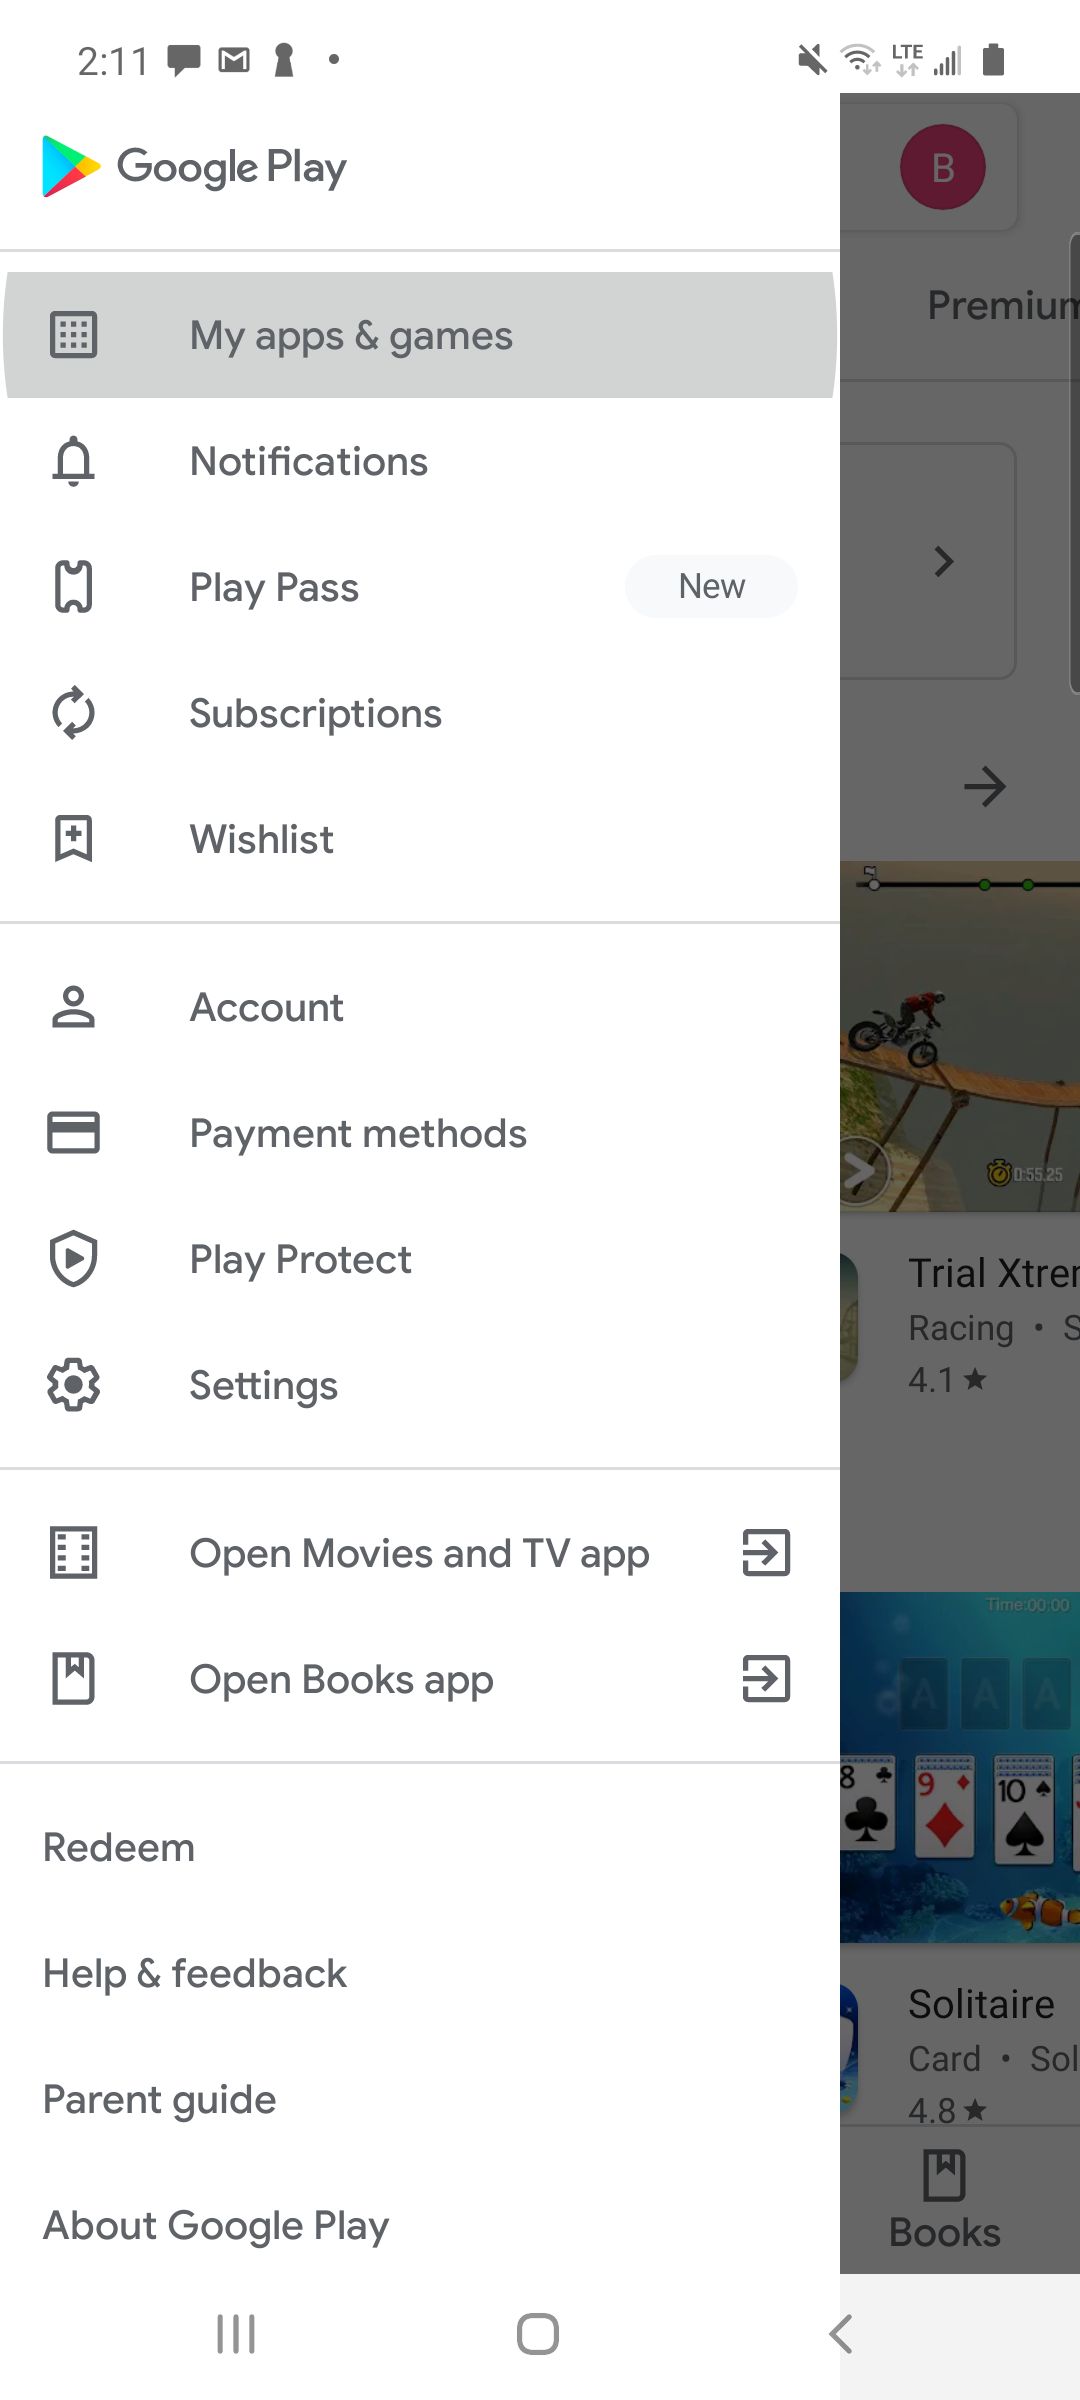 2:11
LTE
Google Play
B
Premium
My apps & games
Notifications
Play Pass
New
Subscriptions
Wishlist
Account
Payment methods
Play Protect
Settings
Open Movies and TV app
Open Books app
Redeem
Help & feedback
Parent guide
About Google Play
0:55.25
Trial Xtrem
Racing • S
4.1 ★
Time:00:00
A A A
8 9 10
Solitaire
Card • Sol
4.8 ★
Books